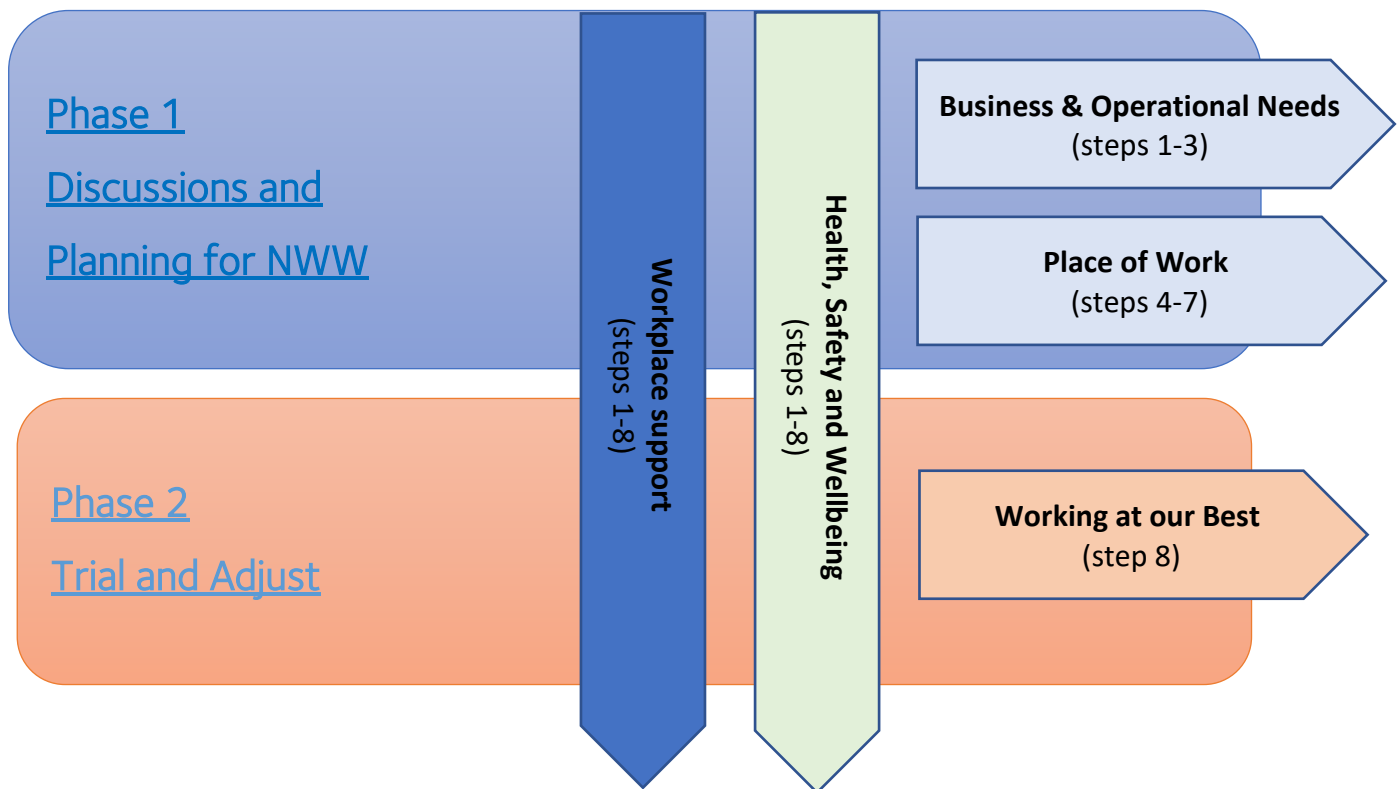 Phase 1
Discussions and
Planning for NWW
Workplace support
(steps 1-8)
Health, Safety and Wellbeing
(steps 1-8)
Business & Operational Needs
(steps 1-3)
Place of Work
(steps 4-7)
Phase 2
Trial and Adjust
Working at our Best
(step 8)